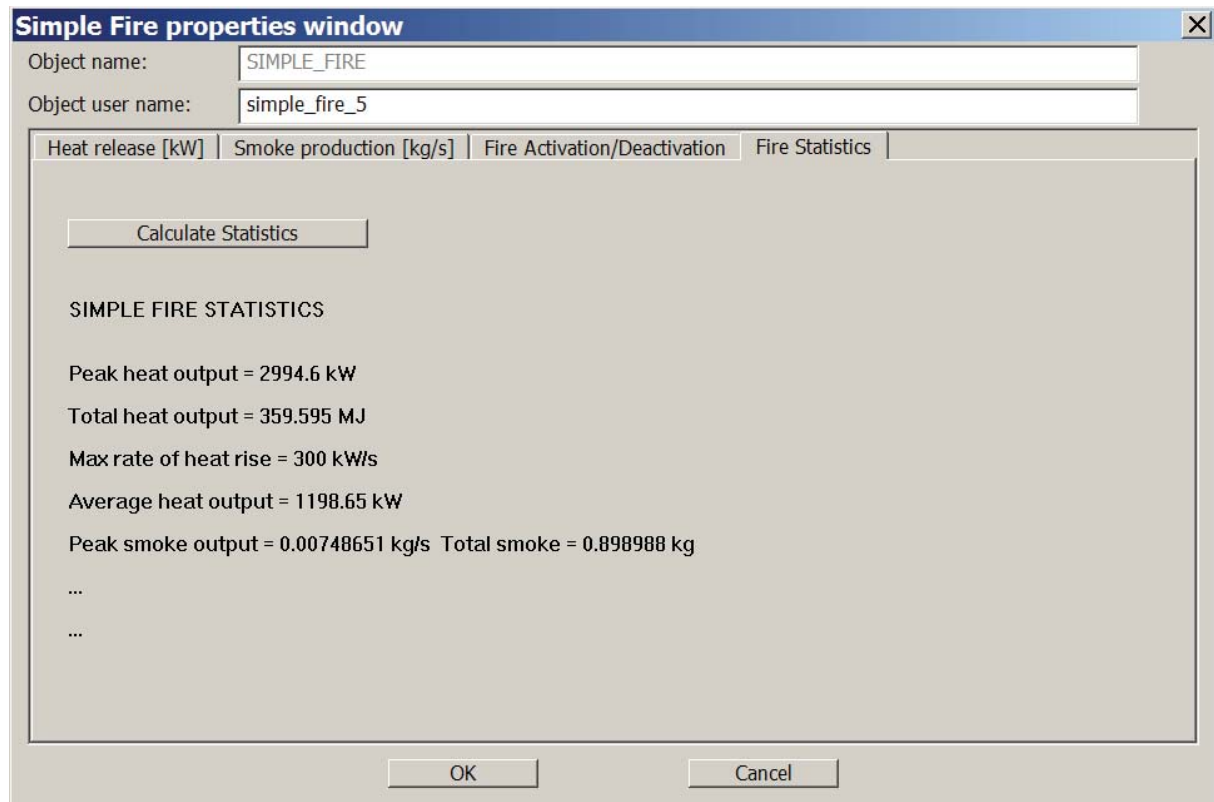 Simple Fire properties window
Object name: SIMPLE_FIRE
Object user name: simple_fire_5
Heat release [kW] Smoke production [kg/s] Fire Activation/Deactivation Fire Statistics
Calculate Statistics
SIMPLE FIRE STATISTICS
Peak heat output = 2994.6 kW
Total heat output = 359.595 MJ
Max rate of heat rise = 300 kW/s
Average heat output = 1198.65 kW
Peak smoke output = 0.00748651 kg/s Total smoke = 0.898988 kg
...
...
OK Cancel